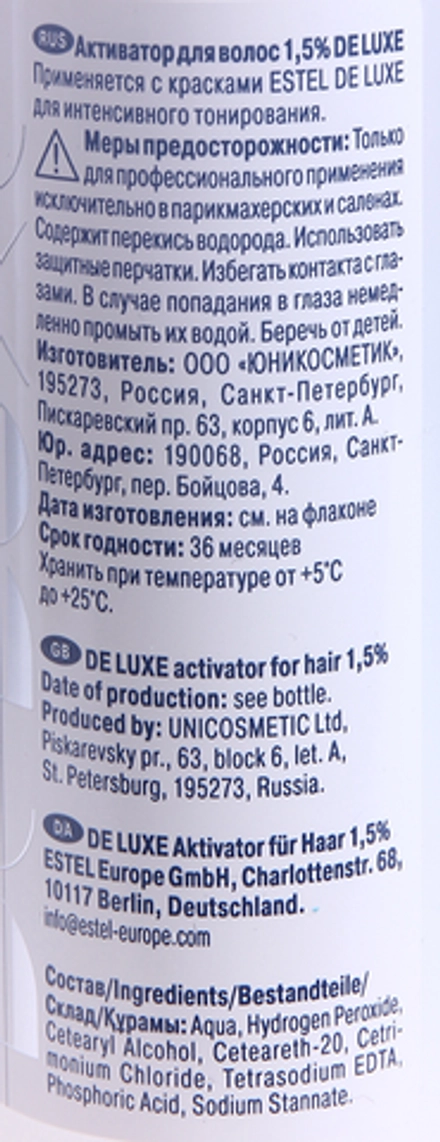 RUS Активатор для волос 1,5% DE LUXE
Применяется с красками ESTEL DE LUXE
для интенсивного тонирования.
Меры предосторожности: Только
для профессионального применения
исключительно в парикмахерских и салонах.
Содержит перекись водорода. Использовать
защитные перчатки. Избегать контакта с гла-
зами. В случае попадания в глаза немед-
ленно промыть их водой. Беречь от детей.
Изготовитель: ООО «ЮНИКОСМЕТИК»,
195273, Россия, Санкт-Петербург,
Пискаревский пр. 63, корпус 6, лит. А.
Юр. адрес: 190068, Россия, Санкт-
Петербург, пер. Бойцова, 4.
Дата изготовления: см. на флаконе
Срок годности: 36 месяцев
Хранить при температуре от +5°С
до +25°С.
GB DE LUXE activator for hair 1,5%
Date of production: see bottle.
Produced by: UNICOSMETIC Ltd,
Piskarevsky pr., 63, block 6, let. A,
St. Petersburg, 195273, Russia.
DA DE LUXE Aktivator für Haar 1,5%
ESTEL Europe GmbH, Charlottenstr. 68,
10117 Berlin, Deutschland.
info@estel-europe.com
Состав/Ingredients/Bestandteile/
Склад/Құрамы: Aqua, Hydrogen Peroxide,
Cetearyl Alcohol, Ceteareth-20, Cetri-
monium Chloride, Tetrasodium EDTA,
Phosphoric Acid, Sodium Stannate.